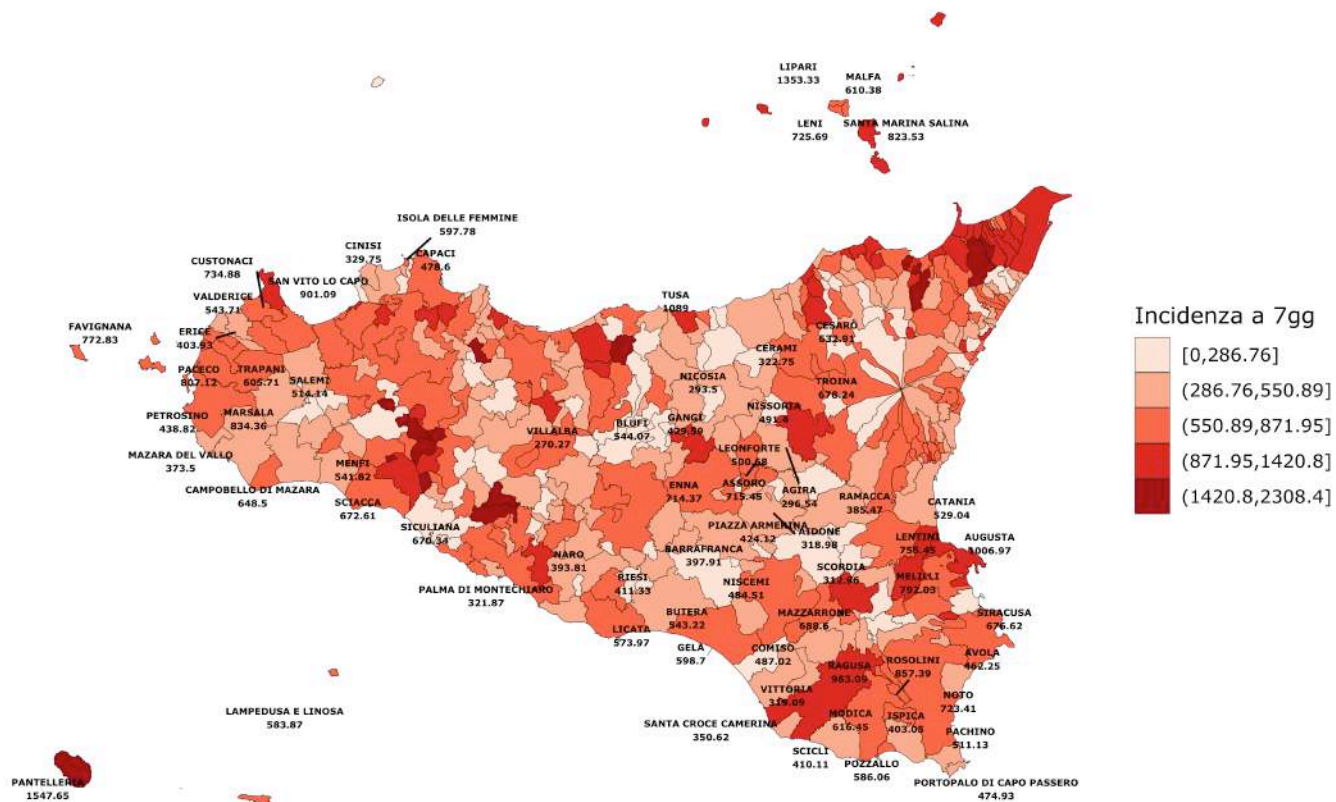 LIPARI
1353.33
MALFA
610.38
LENI
725.69
SANTA MARINA SALINA
823.53
ISOLA DELLE FEMMINE
597.78
CINISI
329.75
CAPACI
478.6
CUSTONACI
734.88
SAN VITO LO CAPO
901.09
VALDERICE
543.71
FAVIGNANA
772.83
ERICE
403.93
TUSA
1089
CESARÒ
632.91
Incidenza a 7gg
[0,286.76]
(286.76,550.89]
(550.89,871.95]
(871.95,1420.8]
(1420.8,2308.4]
PACECO
807.12
TRAPANI
605.71
SALEMI
514.14
CERAMI
322.75
NICOSIA
293.5
TROINA
678.24
PETROSINO
438.82
MARSALA
834.36
NISSORIA
491.6
GANGI
429.59
BLUFI
544.07
VILLALBA
270.27
MAZARA DEL VALLO
373.5
MENFI
541.82
LEONFORTE
500.58
CAMPOBELLO DI MAZARA
648.5
SCIACCA
672.61
ENNA
714.37
ASSORO
715.45
AGIRA
296.54
RAMACCA
385.47
CATANIA
529.04
SICULIANA
670.34
PIAZZA ARMERINA
424.12
AIDONE
318.98
LENTINI
AUGUSTA
1006.97
NARO
393.81
BARRAFRANCA
397.91
SCORDIA
MELILLI
792.03
PALMA DI MONTECHIARO
321.87
RIESI
411.33
NISCEMI
484.51
BUTERA
543.22
MAZZARRONE
688.6
SIRACUSA
676.62
LICATA
573.97
GELA
598.7
COMISO
487.02
RAGUSA
963.09
ROSOLINI
857.39
AVOLA
462.25
VITTORIA
319.09
NOTO
723.41
LAMPEDUSA E LINOSA
583.87
SANTA CROCE CAMERINA
350.62
MODICA
616.45
ISPICA
403.05
PACHINO
511.13
SCICLI
410.11
POZZALLO
586.06
PORTOPALO DI CAPO PASSERO
474.93
PANTELLERIA
1547.65